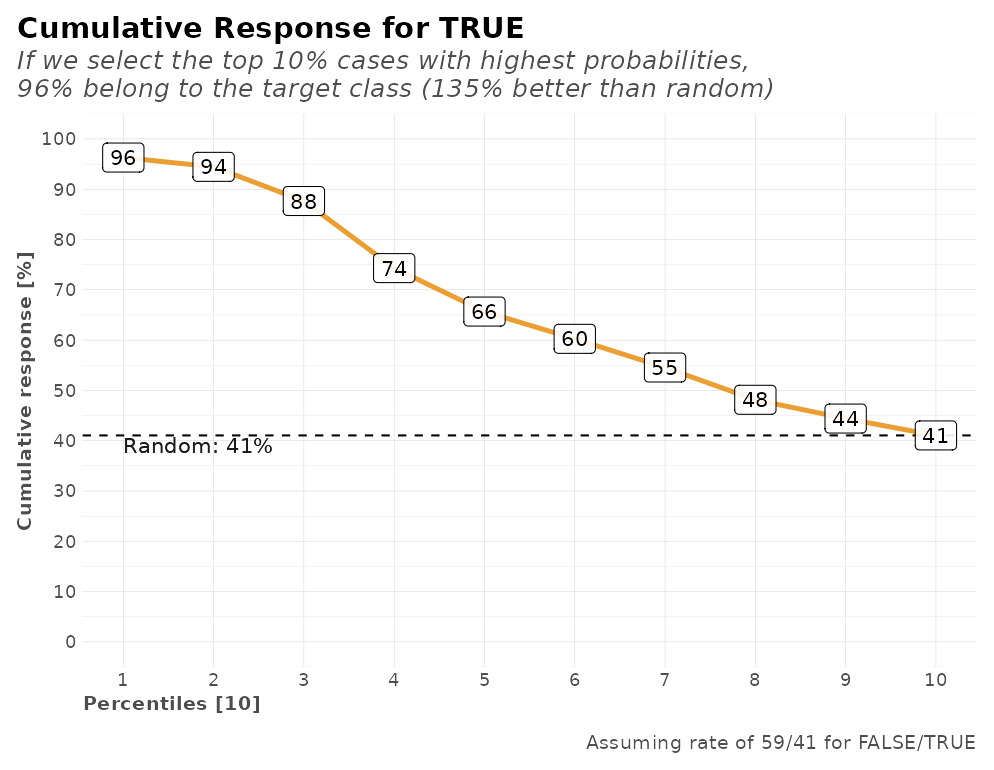 Cumulative Response for TRUE
If we select the top 10% cases with highest probabilities,
96% belong to the target class (135% better than random)
Cumulative response [%]
100
90
80
70
60
50
40
30
20
10
0
96
94
88
74
66
60
55
48
44
41
Random: 41%
1 2 3 4 5 6 7 8 9 10
Percentiles [10]
Assuming rate of 59/41 for FALSE/TRUE